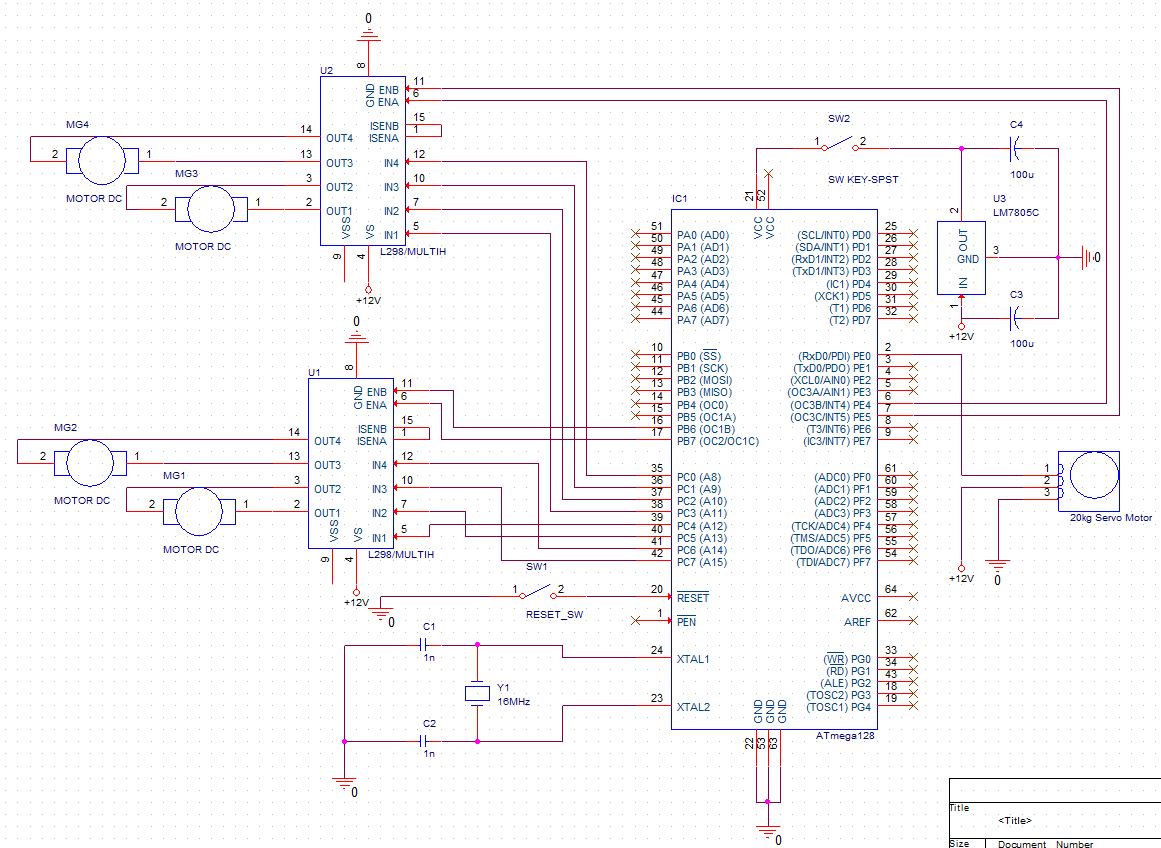 0
8
U2
GND
ENB 11
ENA 6
ISENB 15
ISENA 1
14 OUT4
IN4 12
13 OUT3
IN3 10
3 OUT2
IN2 7
2 OUT1
IN1 5
VSS
VS
9
4
L298/MULTIH
+12V
MG4
2
1
MOTOR DC
MG3
2
1
MOTOR DC
0
8
U1
GND
ENB 11
ENA 6
ISENB 15
ISENA 1
14 OUT4
IN4 12
13 OUT3
IN3 10
3 OUT2
IN2 7
2 OUT1
IN1 5
VSS
VS
9
4
L298/MULTIH
+12V
MG2
2
1
MOTOR DC
MG1
2
1
MOTOR DC
SW2
1
2
SW KEY-SPST
C4
100u
U3
LM7805C
2
OUT
GND 3
IN
1
+12V
0
C3
100u
IC1
21
52
VCC
VCC
51 PA0 (AD0)
50 PA1 (AD1)
49 PA2 (AD2)
48 PA3 (AD3)
47 PA4 (AD4)
46 PA5 (AD5)
45 PA6 (AD6)
44 PA7 (AD7)
10 PB0 (SS)
11 PB1 (SCK)
12 PB2 (MOSI)
13 PB3 (MISO)
14 PB4 (OC0)
15 PB5 (OC1A)
16 PB6 (OC1B)
17 PB7 (OC2/OC1C)
35 PC0 (A8)
36 PC1 (A9)
37 PC2 (A10)
38 PC3 (A11)
39 PC4 (A12)
40 PC5 (A13)
41 PC6 (A14)
42 PC7 (A15)
20 RESET
1 PEN
24 XTAL1
23 XTAL2
(SCL/INT0) PD0 25
(SDA/INT1) PD1 26
(RxD1/INT2) PD2 27
(TxD1/INT3) PD3 28
(IC1) PD4 29
(XCK1) PD5 30
(T1) PD6 31
(T2) PD7 32
(RxD0/PDI) PE0 2
(TxD0/PDO) PE1 3
(XCL0/AIN0) PE2 4
(OC3A/AIN1) PE3 5
(OC3B/INT4) PE4 6
(OC3C/INT5) PE5 7
(T3/INT6) PE6 8
(IC3/INT7) PE7 9
(ADC0) PF0 61
(ADC1) PF1 60
(ADC2) PF2 59
(ADC3) PF3 58
(TCK/ADC4) PF4 57
(TMS/ADC5) PF5 56
(TDO/ADC6) PF6 55
(TDI/ADC7) PF7 54
AVCC 64
AREF 62
(WR) PG0 33
(RD) PG1 34
(ALE) PG2 43
(TOSC2) PG3 18
(TOSC1) PG4 19
GND
GND
GND
22
53
63
ATmega128
0
1
2
3
20kg Servo Motor
+12V
0
SW1
1
2
RESET_SW
0
C1
1n
Y1
16MHz
C2
1n
0
Title
<Title>
Size
Document Number